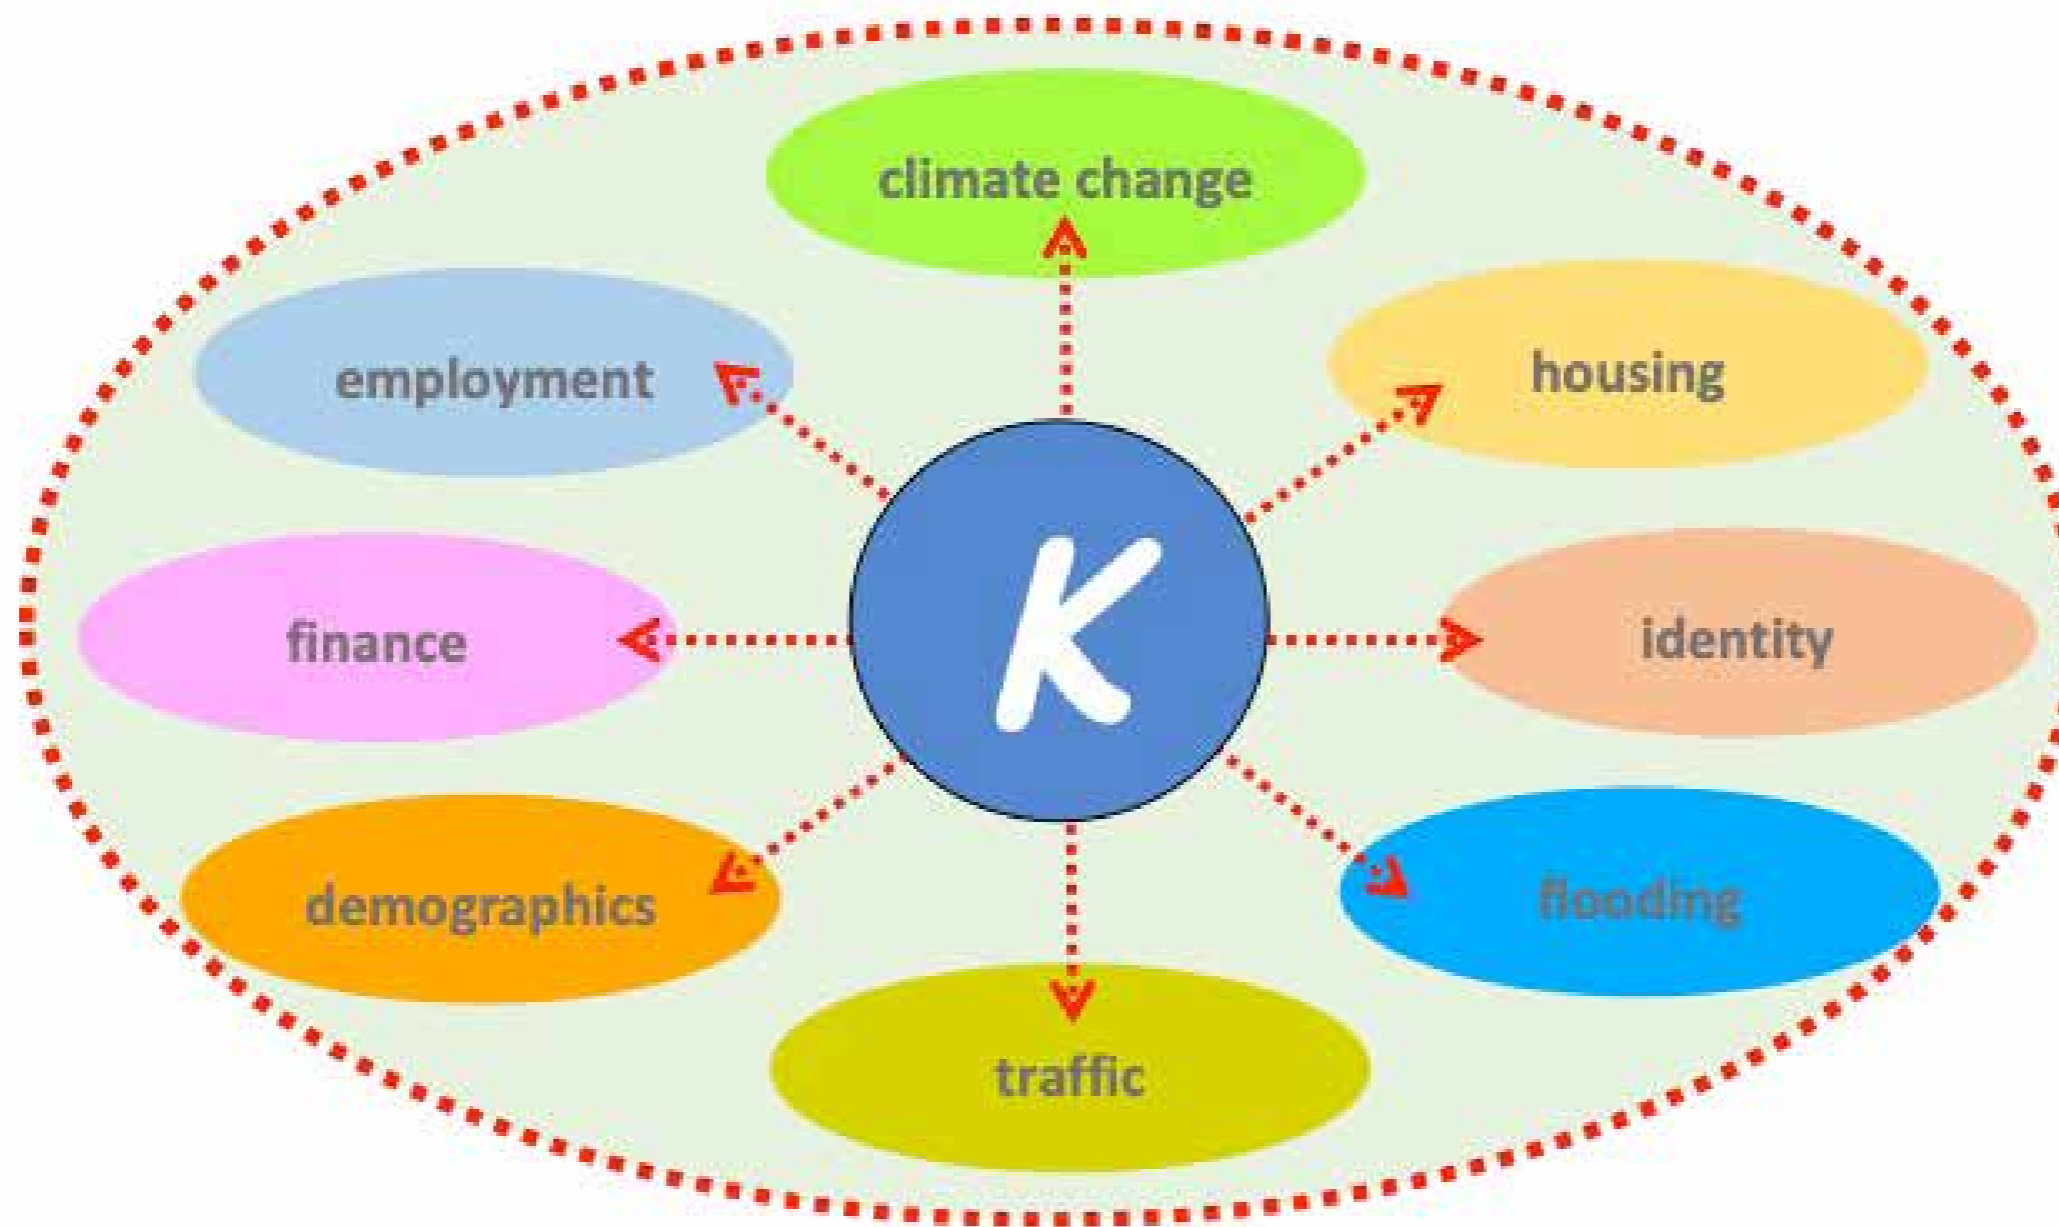 climate change
employment
housing
K
finance
identity
demographics
flooding
traffic